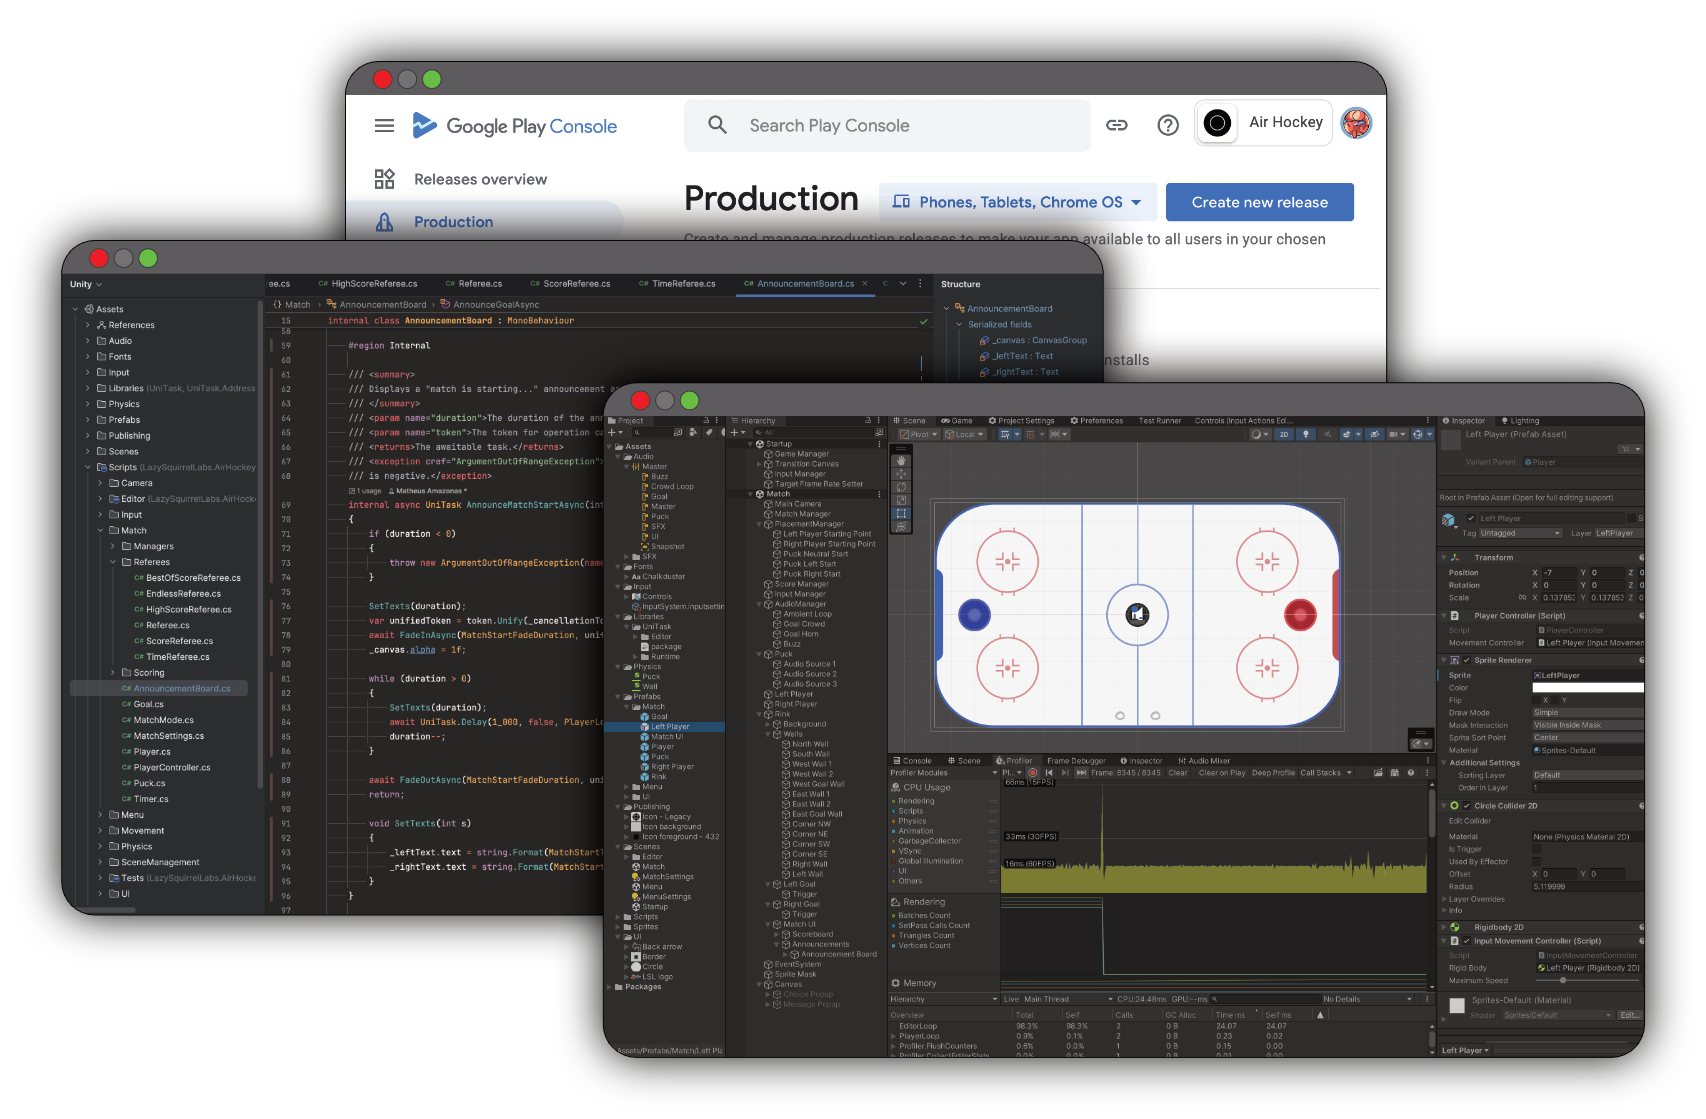 Google Play Console
Search Play Console
Air Hockey
Releases overview
Production
Production
Phones, Tablets, Chrome OS
Create new release
Create and manage production releases to make your app available to all users in your chosen
nstalls
Unity
Assets
References
Audio
Fonts
Input
Libraries (UniTask, UniTask.Address
Physics
Prefabs
Publishing
Scenes
Scripts (LazySquirrelLabs.AirHockey
Camera
Editor (LazySquirrelLabs.AirHock
Input
Match
Managers
Referees
C# BestOfScoreReferee.cs
C# EndlessReferee.cs
C# HighScoreReferee.cs
C# Referee.cs
C# ScoreReferee.cs
C# TimeReferee.cs
Scoring
C# AnnouncementBoard.cs
C# Goal.cs
C# MatchMode.cs
C# MatchSettings.cs
C# Player.cs
C# PlayerController.cs
C# Puck.cs
C# Timer.cs
Menu
Movement
Physics
SceneManagement
Tests (LazySquirrelLabs.AirHocke
UI
ee.cs C# HighScoreReferee.cs C# Referee.cs C# ScoreReferee.cs C# TimeReferee.cs C# AnnouncementBoard.cs ×
{} Match AnnouncementBoard AnnounceGoalAsync
15 internal class AnnouncementBoard : MonoBehaviour
58
59 #region Internal
60
61 /// <summary>
62 /// Displays a "match is starting..." announcement a
63 /// </summary>
64 /// <param name="duration">The duration of the ann
65 /// <param name="token">The token for operation ca
66 /// <returns>The awaitable task.</returns>
67 /// <exception cref="ArgumentOutOfRangeException">
68 /// is negative.</exception>
1 usage Matheus Amazonas *
69 internal async UniTask AnnounceMatchStartAsync(int
70 {
71 if (duration < 0)
72 {
73 throw new ArgumentOutOfRangeException(name
74 }
75
76 SetTexts(duration);
77 var unifiedToken = token.Unify(_cancellationTo
78 await FadeInAsync(MatchStartFadeDuration, unif
79 _canvas.alpha = 1f;
80
81 while (duration > 0)
82 {
83 SetTexts(duration);
84 await UniTask.Delay(1_000, false, PlayerLo
85 duration--;
86 }
87
88 await FadeOutAsync(MatchStartFadeDuration, uni
89 return;
90
91 void SetTexts(int s)
92 {
93 _leftText.text = string.Format(MatchStartT
94 _rightText.text = string.Format(MatchStart
95 }
96 }
97
Structure
AnnouncementBoard
Serialized fields
_canvas : CanvasGroup
_leftText : Text
_rightText : Text
Project
Assets
Audio
Master
Buzz
Crowd Loop
Goal
Master
Puck
SFX
UI
Snapshot
SFX
Fonts
Aa Chalkduster
Input
Controls
InputSystem.inputsettin
Libraries
UniTask
Editor
package
Runtime
Physics
Puck
Wall
Prefabs
Match
Goal
Left Player
Match UI
Player
Puck
Right Player
Rink
Menu
UI
Publishing
Icon - Legacy
Icon background
Icon foreground - 432
Scenes
Editor
Match
MatchSettings
Menu
MenuSettings
Startup
Scripts
Sprites
UI
Back arrow
Border
Circle
LSL logo
Packages
Assets/Prefabs/Match/Left Pla
Hierarchy
All
Startup
Game Manager
Transition Canvas
Input Manager
Target Frame Rate Setter
Match
Main Camera
Match Manager
PlacementManager
Left Player Starting Point
Right Player Starting Point
Puck Neutral Start
Puck Left Start
Puck Right Start
Score Manager
Input Manager
AudioManager
Ambient Loop
Goal Crowd
Goal Horn
Buzz
Puck
Audio Source 1
Audio Source 2
Audio Source 3
Left Player
Right Player
Rink
Background
Walls
North Wall
South Wall
West Wall 1
West Wall 2
West Goal Wall
East Wall 1
East Wall 2
East Goal Wall
Corner NW
Corner NE
Corner SW
Corner SE
Right Wall
Left Wall
Left Goal
Trigger
Right Goal
Trigger
Match UI
Scoreboard
Announcements
Announcement Board
EventSystem
Sprite Mask
Canvas
Choice Popup
Message Popup
Scene Game Project Settings Preferences Test Runner Controls (Input Actions Edi...
Pivot Local 2D
Console Scene Profiler Frame Debugger Inspector Audio Mixer
Profiler Modules Pl... Frame: 8345 / 8345 Clear Clear on Play Deep Profile Call Stacks
CPU Usage
Rendering
Scripts
Physics
Animation
GarbageCollector
VSync
Global Illumination
UI
Others
66ms (15FPS)
33ms (30FPS)
16ms (60FPS)
Rendering
Batches Count
SetPass Calls Count
Triangles Count
Vertices Count
Memory
Hierarchy Live Main Thread CPU:24.48ms GPU:--ms No Details
Overview Total Self Calls GC Alloc Time ms Self ms
EditorLoop 98.3% 98.3% 2 0 B 24.07 24.07
PlayerLoop 0.9% 0.1% 2 0 B 0.23 0.02
Profiler.FlushCounters 0.6% 0.0% 1 0 B 0.15 0.00
Profiler.CollectEditorStats 0.0% 0.0% 1 0 B 0.01 0.00
Inspector Lighting
Left Player (Prefab Asset)
Variant Parent Player
Root in Prefab Asset (Open for full editing support)
Left Player S
Tag Untagged Layer LeftPlayer
Transform
Position X -7 Y 0 Z 0
Rotation X 0 Y 0 Z 0
Scale X 0.137853 Y 0.137853 Z 0
Player Controller (Script)
Script PlayerController
Movement Controller Left Player (Input Movemen
Sprite Renderer
Sprite LeftPlayer
Color
Flip X Y
Draw Mode Simple
Mask Interaction Visible Inside Mask
Sprite Sort Point Center
Material Sprites-Default
Additional Settings
Sorting Layer Default
Order in Layer 1
Circle Collider 2D
Edit Collider
Material None (Physics Material 2D)
Is Trigger
Used By Effector
Offset X 0 Y 0
Radius 5.119999
Layer Overrides
Info
Rigidbody 2D
Input Movement Controller (Script)
Script InputMovementController
Rigid Body Left Player (Rigidbody 2D)
Maximum Speed
Sprites-Default (Material)
Shader Sprites/Default Edit...
Left Player